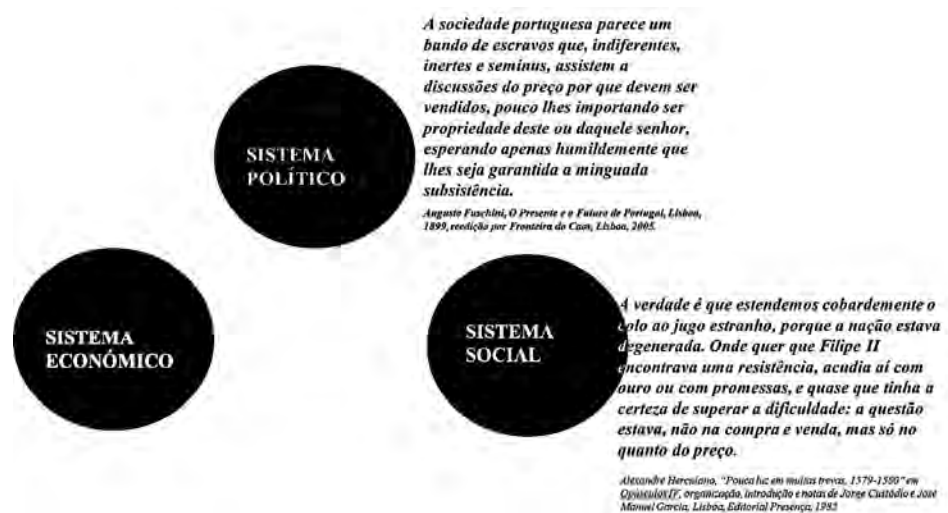 A sociedade portuguesa parece um
bando de escravos que, indiferentes,
inertes e seminus, assistem a
discussões do preço por que devem ser
vendidos, pouco lhes importando ser
propriedade deste ou daquele senhor,
esperando apenas humildemente que
lhes seja garantida a minguada
subsistência.
Augusto Fuschini, O Presente e o Futuro de Portugal, Lisboa,
1899, reedição por Fronteira do Caos, Lisboa, 2005.
SISTEMA
POLÍTICO
SISTEMA
ECONÓMICO
SISTEMA
SOCIAL
A verdade é que estendemos cobardemente o
colo ao jugo estranho, porque a nação estava
degenerada. Onde quer que Filipe II
encontrava uma resistência, acudia aí com
ouro ou com promessas, e quase que tinha a
certeza de superar a dificuldade: a questão
estava, não na compra e venda, mas só no
quanto do preço.
Alexandre Herculano, "Pouca luz em muitas trevas, 1579-1580" em
Opúsculos IV, organização, introdução e notas de Jorge Custódio e José
Manuel Garcia, Lisboa, Editorial Presença, 1985